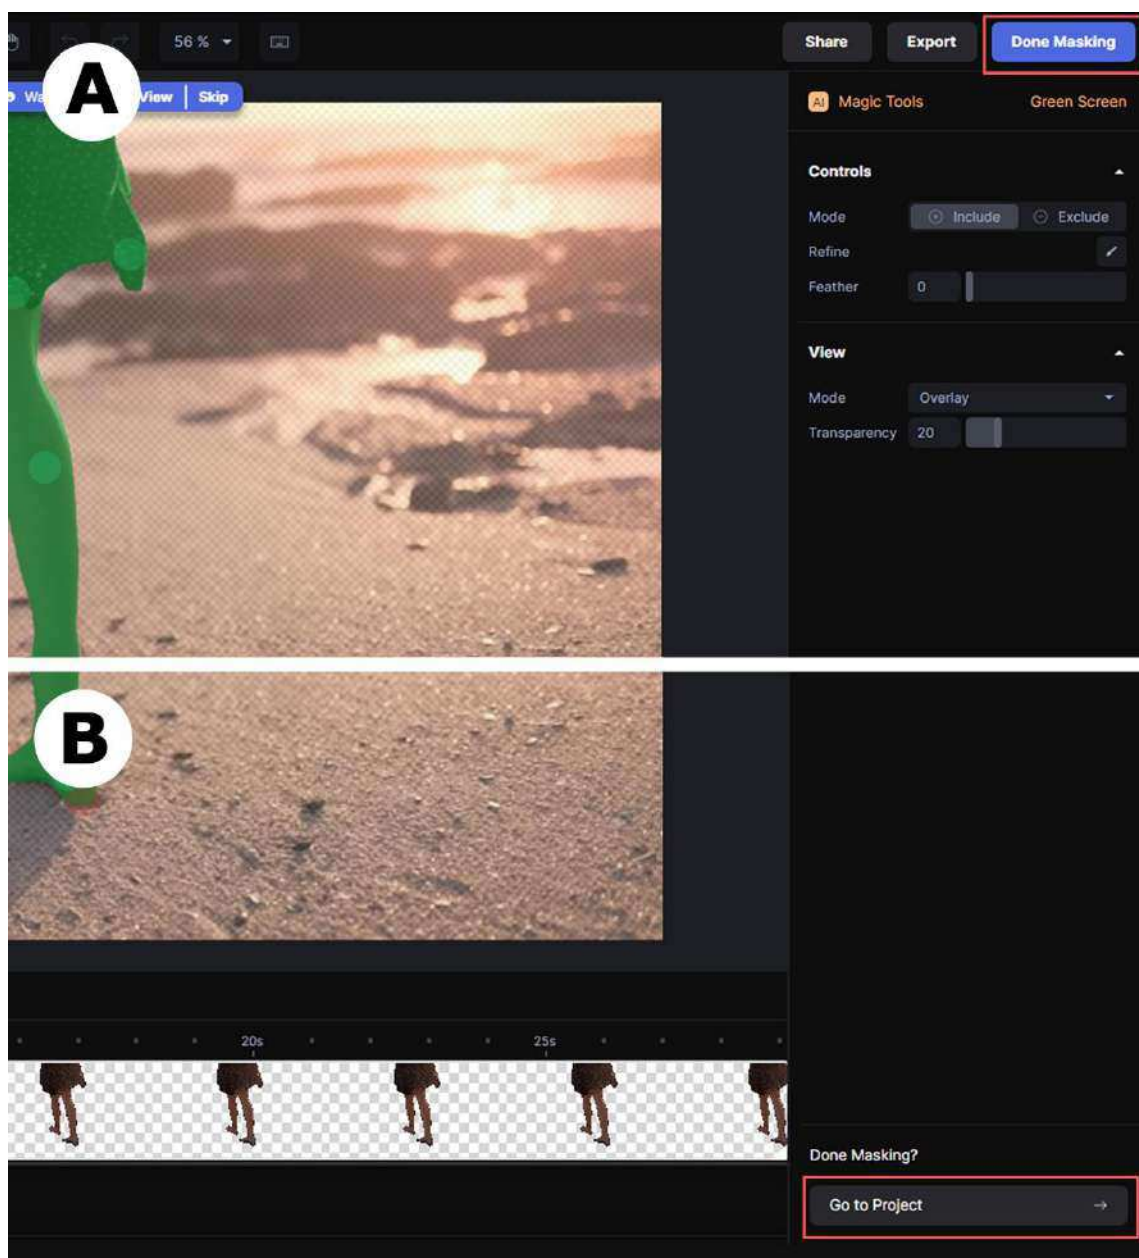 56 %
Share
Export
Done Masking
A
View
Skip
AI Magic Tools
Green Screen
Controls
Mode
Include
Exclude
Refine
Feather
0
View
Mode
Overlay
Transparency
20
B
20s
25s
Done Masking?
Go to Project →